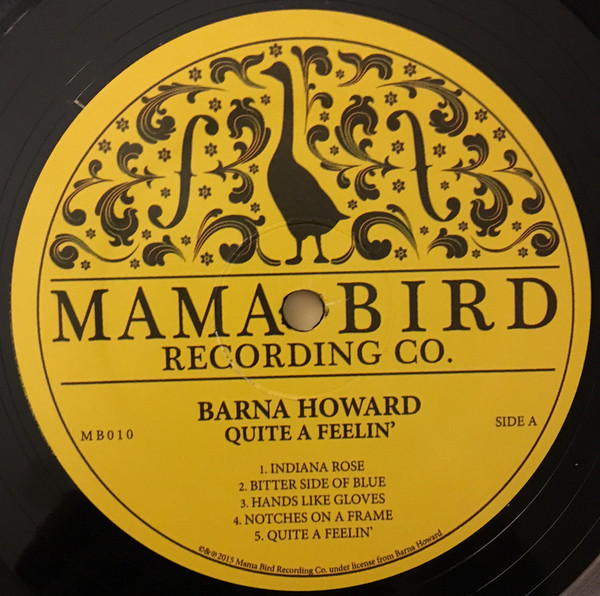 MAMA BIRD
RECORDING CO.
BARNA HOWARD
QUITE A FEELIN'
MB010
SIDE A
1. INDIANA ROSE
2. BITTER SIDE OF BLUE
3. HANDS LIKE GLOVES
4. NOTCHES ON A FRAME
5. QUITE A FEELIN'
©&℗2015 Mama Bird Recording Co. under license from Barna Howard